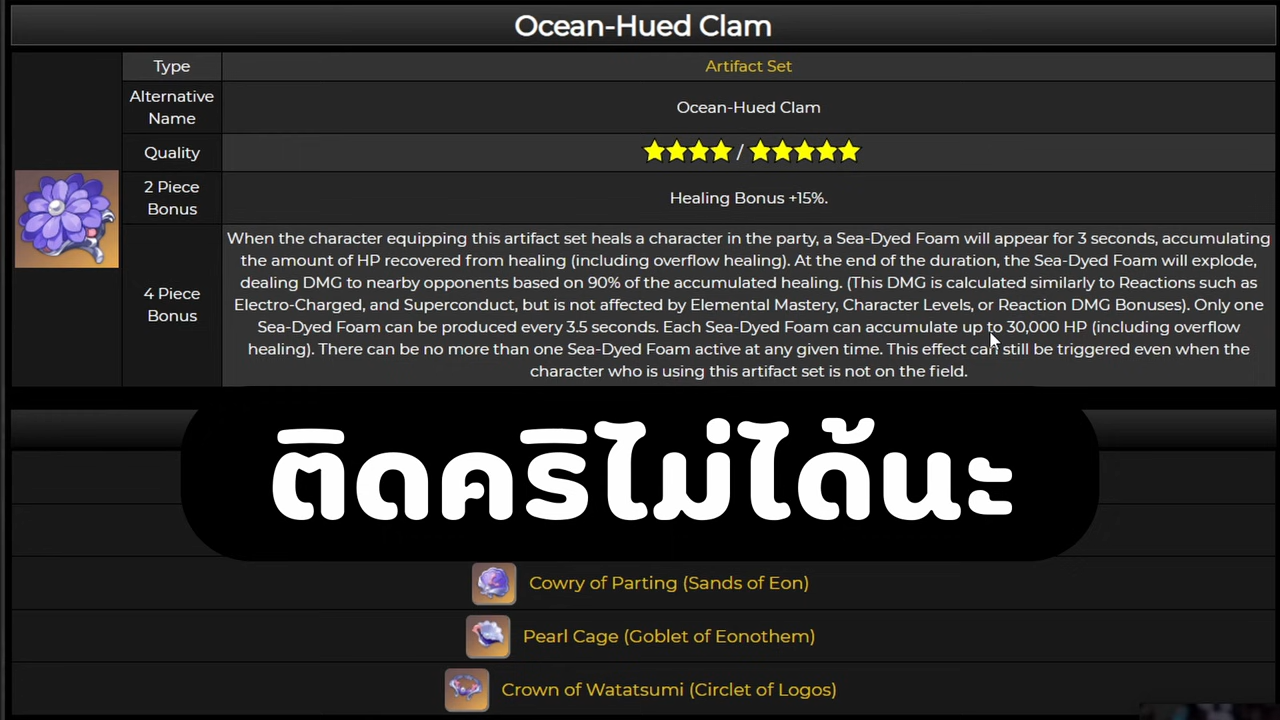 Ocean-Hued Clam
Type
Artifact Set
Alternative
Name
Ocean-Hued Clam
Quality
/
2 Piece
Bonus
Healing Bonus +15%.
4 Piece
Bonus
When the character equipping this artifact set heals a character in the party, a Sea-Dyed Foam will appear for 3 seconds, accumulating
the amount of HP recovered from healing (including overflow healing). At the end of the duration, the Sea-Dyed Foam will explode,
dealing DMG to nearby opponents based on 90% of the accumulated healing. (This DMG is calculated similarly to Reactions such as
Electro-Charged, and Superconduct, but is not affected by Elemental Mastery, Character Levels, or Reaction DMG Bonuses). Only one
Sea-Dyed Foam can be produced every 3.5 seconds. Each Sea-Dyed Foam can accumulate up to 30,000 HP (including overflow
healing). There can be no more than one Sea-Dyed Foam active at any given time. This effect can still be triggered even when the
character who is using this artifact set is not on the field.
ติดคริไม่ได้นะ
Cowry of Parting (Sands of Eon)
Pearl Cage (Goblet of Eonothem)
Crown of Watatsumi (Circlet of Logos)